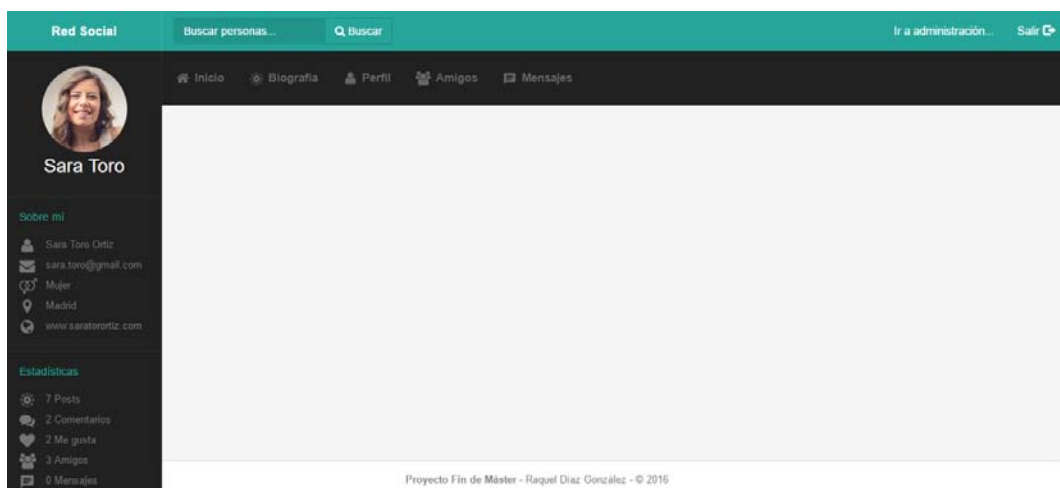 Red Social
Buscar personas...
Buscar
Ir a administración...
Salir
Inicio
Biografia
Perfil
Amigos
Mensajes
Sara Toro
Sobre mí
Sara Toro Ortiz
sara.toro@gmail.com
Mujer
Madrid
www.saratorortiz.com
Estadísticas
7 Posts
2 Comentarios
2 Me gusta
3 Amigos
0 Mensajes
Proyecto Fin de Máster - Raquel Díaz González - © 2016